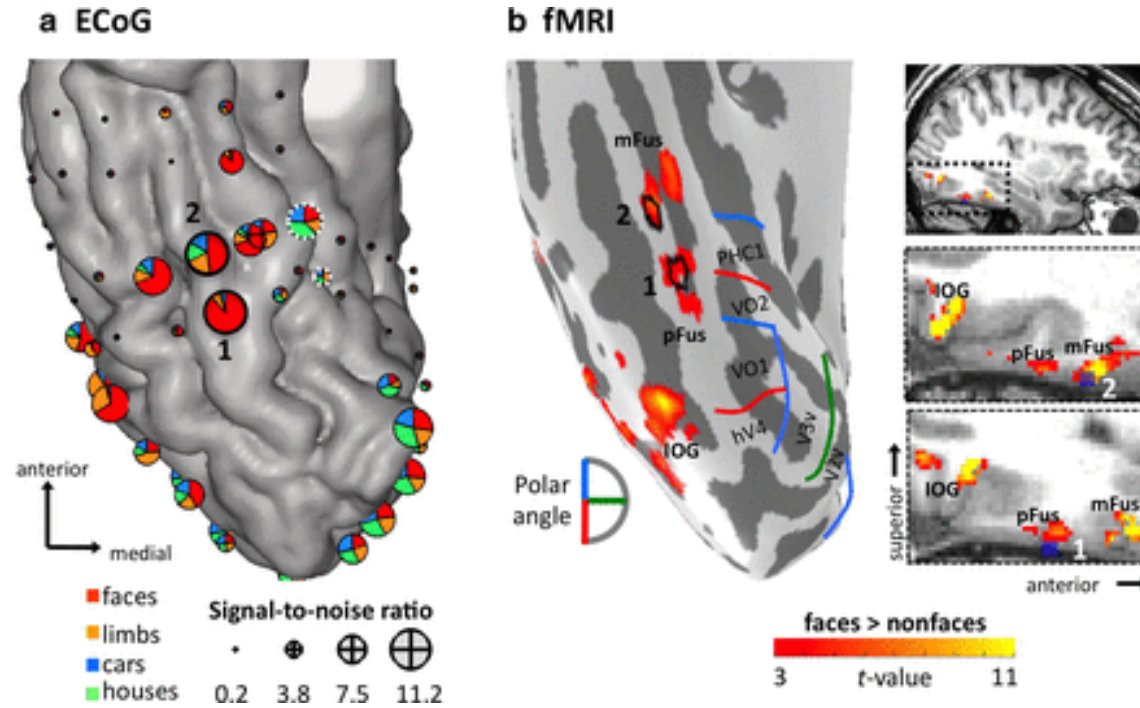 a ECoG
2
1
anterior
medial
faces
limbs
cars
houses
Signal-to-noise ratio
0.2 3.8 7.5 11.2
b fMRI
mFus
2
1
pFus
PHC1
VO2
VO1
hV4
V3v
V2v
IOG
Polar
angle
IOG
pFus
mFus
2
IOG
pFus
mFus
1
superior
anterior
faces > nonfaces
3 t-value 11